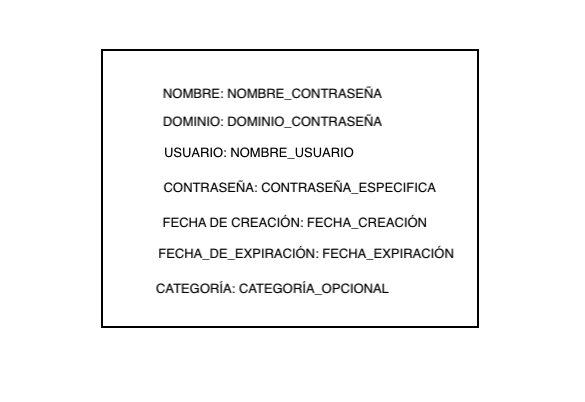 NOMBRE: NOMBRE_CONTRASEÑA
DOMINIO: DOMINIO_CONTRASEÑA
USUARIO: NOMBRE_USUARIO
CONTRASEÑA: CONTRASEÑA_ESPECIFICA
FECHA DE CREACIÓN: FECHA_CREACIÓN
FECHA_DE_EXPIRACIÓN: FECHA_EXPIRACIÓN
CATEGORÍA: CATEGORÍA_OPCIONAL